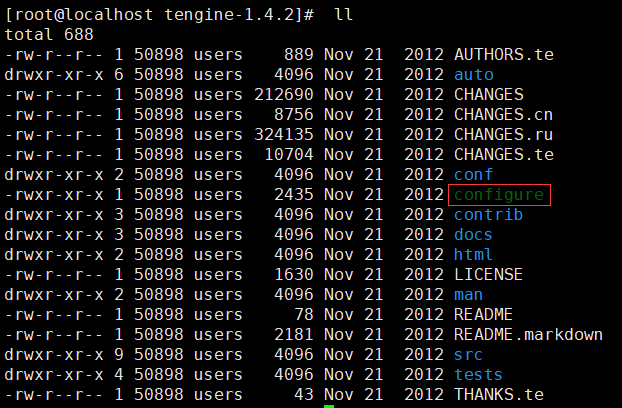 [root@localhost tengine-1.4.2]#  ll
total 688
-rw-r--r-- 1 50898 users    889 Nov 21  2012 AUTHORS.te
drwxr-xr-x 6 50898 users   4096 Nov 21  2012 auto
-rw-r--r-- 1 50898 users 212690 Nov 21  2012 CHANGES
-rw-r--r-- 1 50898 users   8756 Nov 21  2012 CHANGES.cn
-rw-r--r-- 1 50898 users 324135 Nov 21  2012 CHANGES.ru
-rw-r--r-- 1 50898 users  10704 Nov 21  2012 CHANGES.te
drwxr-xr-x 2 50898 users   4096 Nov 21  2012 conf
-rwxr-xr-x 1 50898 users   2435 Nov 21  2012 configure
drwxr-xr-x 3 50898 users   4096 Nov 21  2012 contrib
drwxr-xr-x 3 50898 users   4096 Nov 21  2012 docs
drwxr-xr-x 2 50898 users   4096 Nov 21  2012 html
-rw-r--r-- 1 50898 users   1630 Nov 21  2012 LICENSE
drwxr-xr-x 2 50898 users   4096 Nov 21  2012 man
-rw-r--r-- 1 50898 users     78 Nov 21  2012 README
-rw-r--r-- 1 50898 users   2181 Nov 21  2012 README.markdown
drwxr-xr-x 9 50898 users   4096 Nov 21  2012 src
drwxr-xr-x 4 50898 users   4096 Nov 21  2012 tests
-rw-r--r-- 1 50898 users     43 Nov 21  2012 THANKS.te